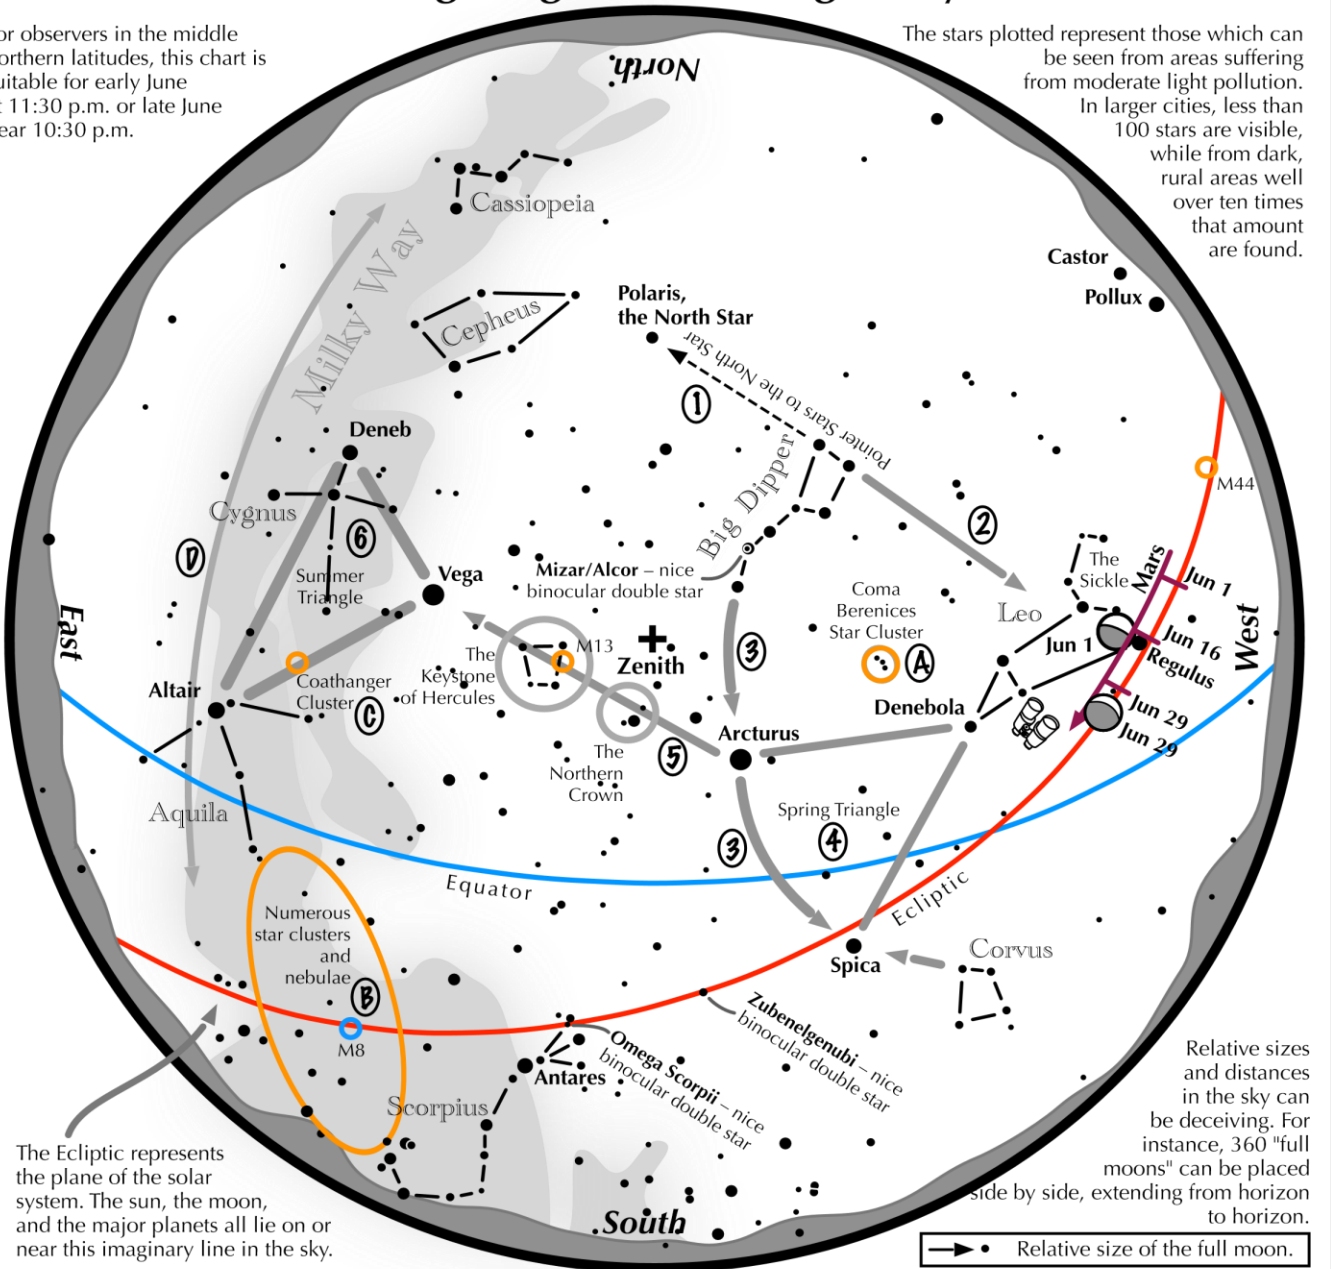 or observers in the middle
orthern latitudes, this chart is
uitable for early June
t 11:30 p.m. or late June
ear 10:30 p.m.
The stars plotted represent those which can
be seen from areas suffering
from moderate light pollution.
In larger cities, less than
100 stars are visible,
while from dark,
rural areas well
over ten times
that amount
are found.
North
Cassiopeia
Milky Way
Cepheus
Polaris,
the North Star
Castor
Pollux
Pointer Stars to the North Star
1
Deneb
Big Dipper
M44
Cygnus
2
D
6
Summer
Triangle
Vega
Mizar/Alcor – nice
binocular double star
Coma
Berenices
Star Cluster
A
The
Sickle
Mars
Jun 1
Leo
East
West
Zenith
3
Jun 1
Jun 16
Regulus
M13
The
Keystone
of Hercules
Altair
Coathanger
Cluster
C
Denebola
Jun 29
Jun 29
Arcturus
5
The
Northern
Crown
Aquila
Spring Triangle
3
4
Equator
Ecliptic
Numerous
star clusters
and
nebulae
B
M8
Spica
Corvus
Zubenelgenubi – nice
binocular double star
Omega Scorpii – nice
binocular double star
Antares
Scorpius
South
The Ecliptic represents
the plane of the solar
system. The sun, the moon,
and the major planets all lie on or
near this imaginary line in the sky.
Relative sizes
and distances
in the sky can
be deceiving. For
instance, 360 "full
moons" can be placed
side by side, extending from horizon
to horizon.
Relative size of the full moon.